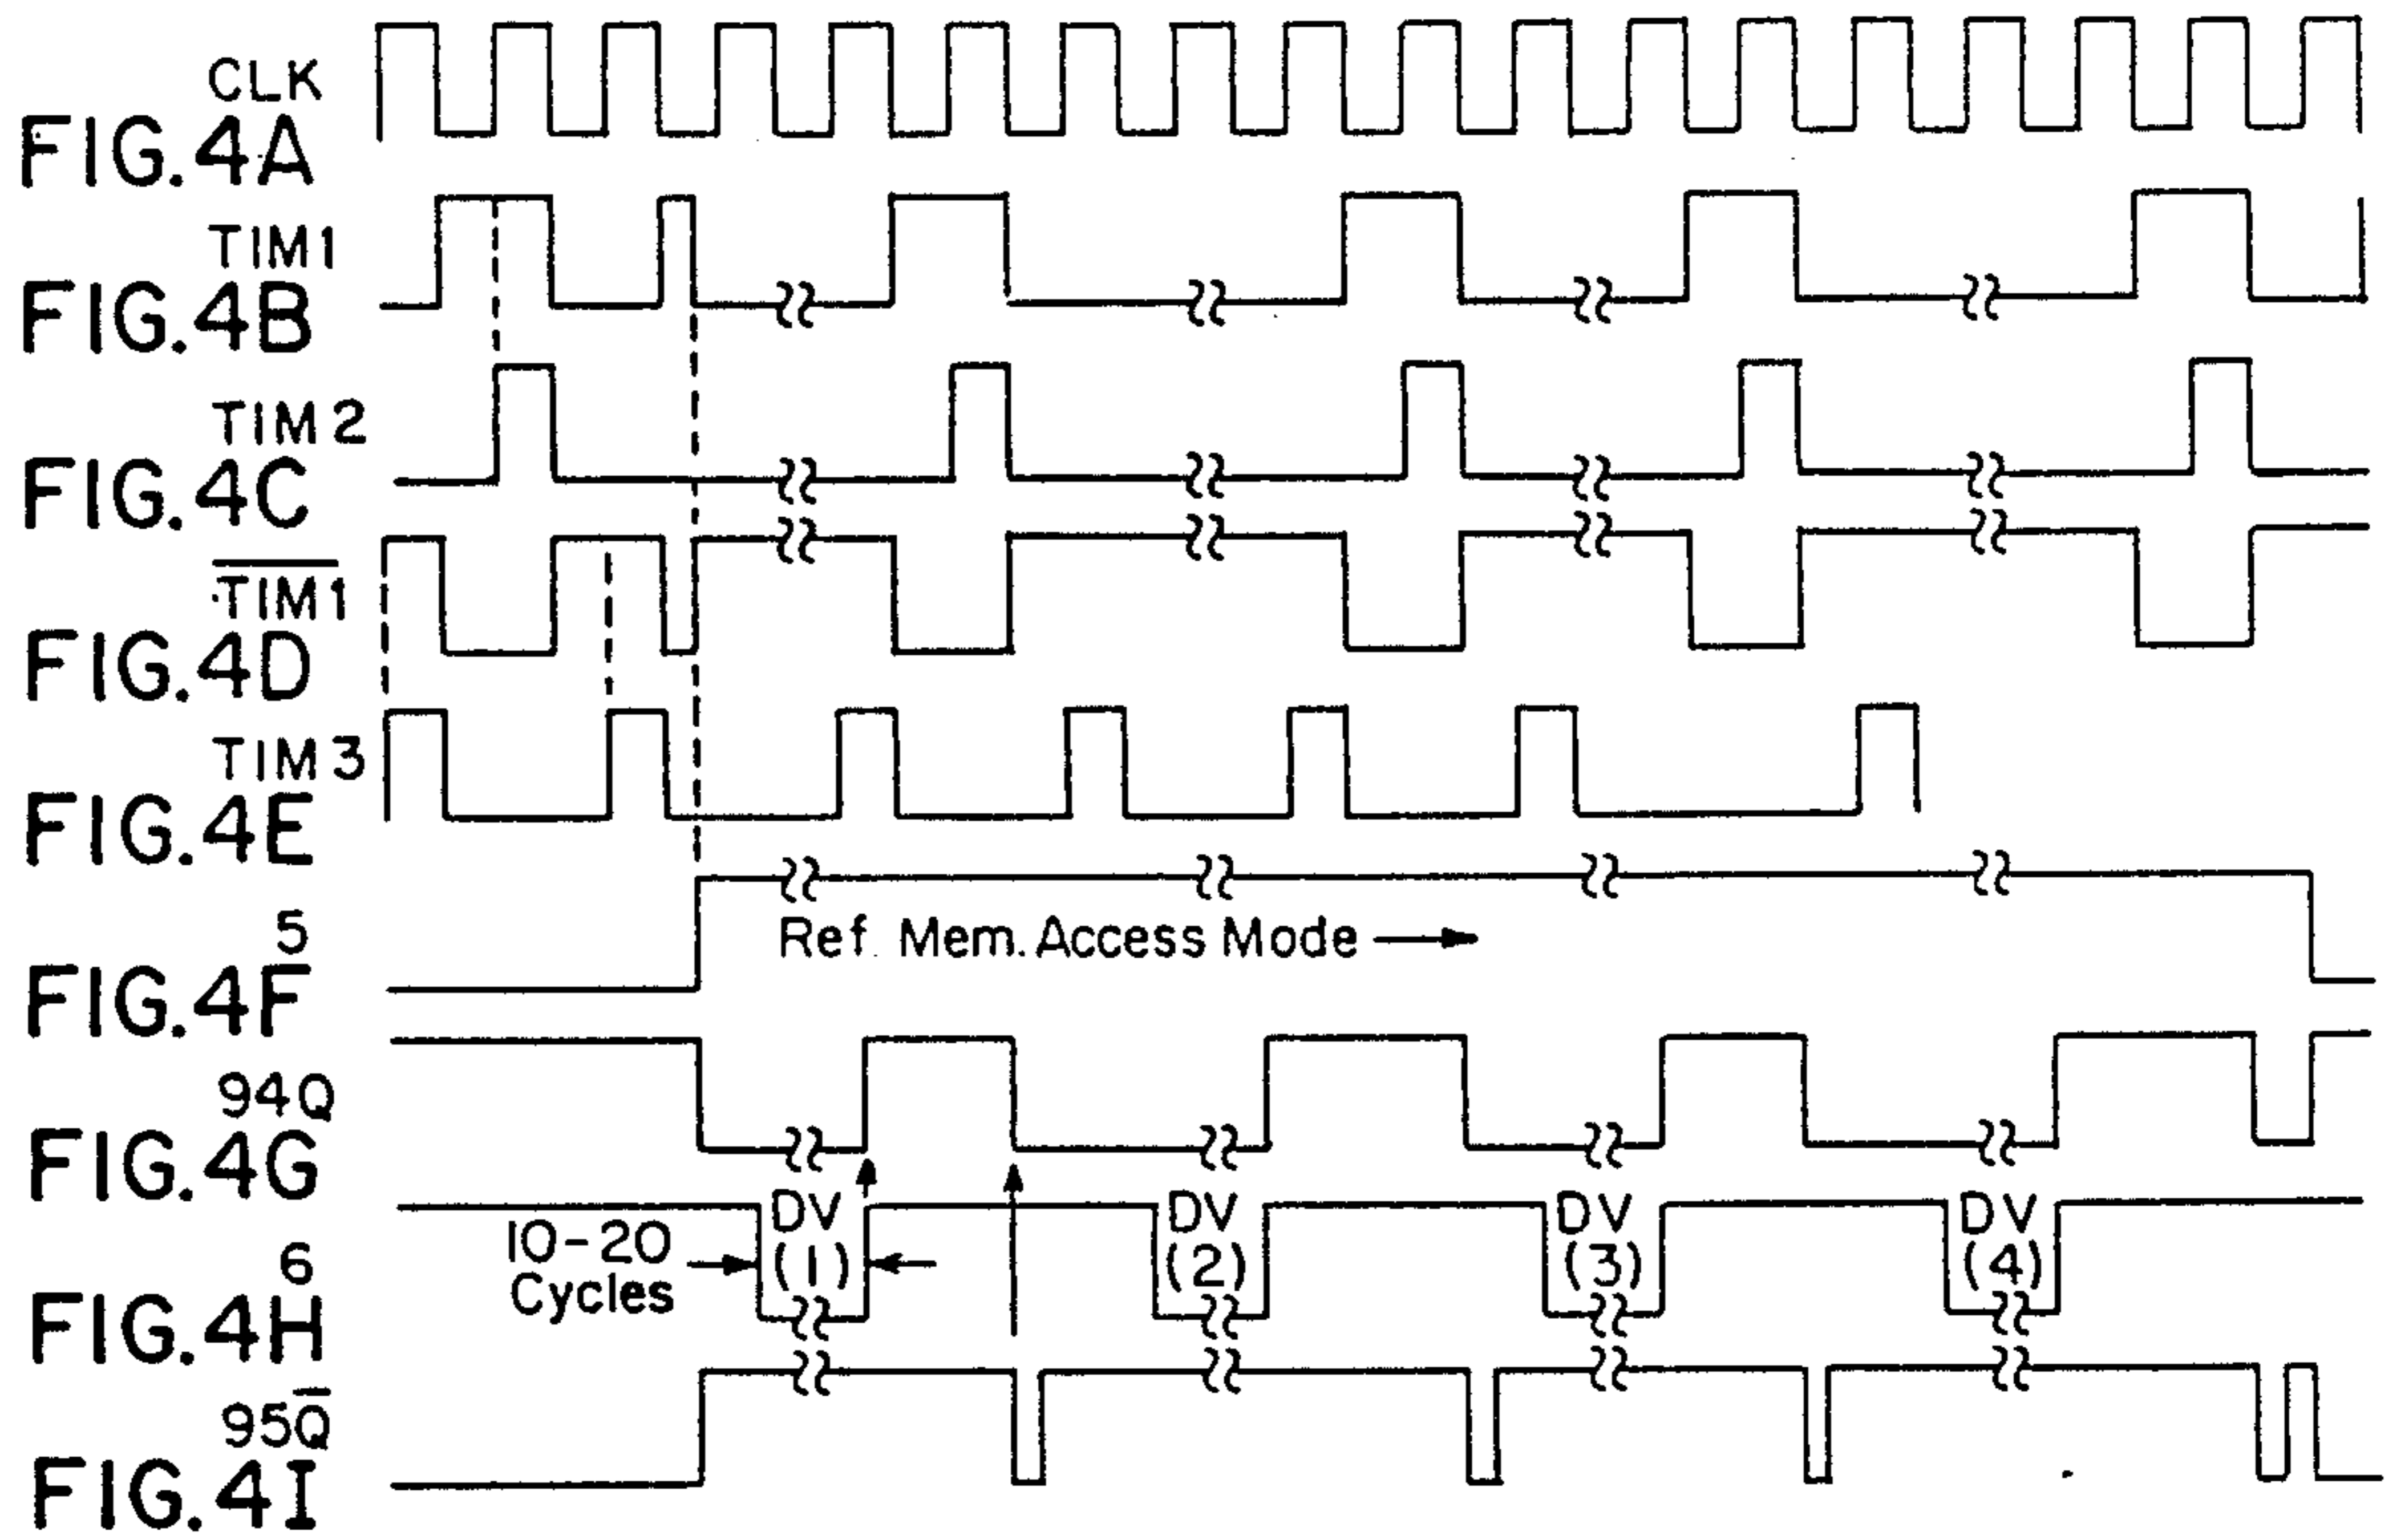 CLK
FIG.4A
TIM1
FIG.4B
TIM2
FIG.4C
T̅I̅M̅1̅
FIG.4D
TIM3
FIG.4E
5
Ref. Mem. Access Mode
FIG.4F
94Q
FIG.4G
10-20
Cycles
DV
(1)
DV
(2)
DV
(3)
DV
(4)
6
FIG.4H
95Q̅
FIG.4I